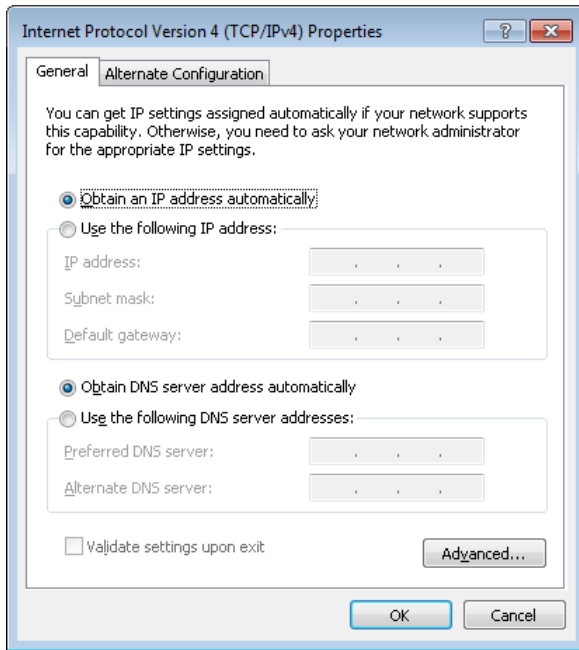 Internet Protocol Version 4 (TCP/IPv4) Properties
General
Alternate Configuration
You can get IP settings assigned automatically if your network supports
this capability. Otherwise, you need to ask your network administrator
for the appropriate IP settings.
Obtain an IP address automatically
Use the following IP address:
IP address:
Subnet mask:
Default gateway:
Obtain DNS server address automatically
Use the following DNS server addresses:
Preferred DNS server:
Alternate DNS server:
Validate settings upon exit
Advanced...
OK
Cancel